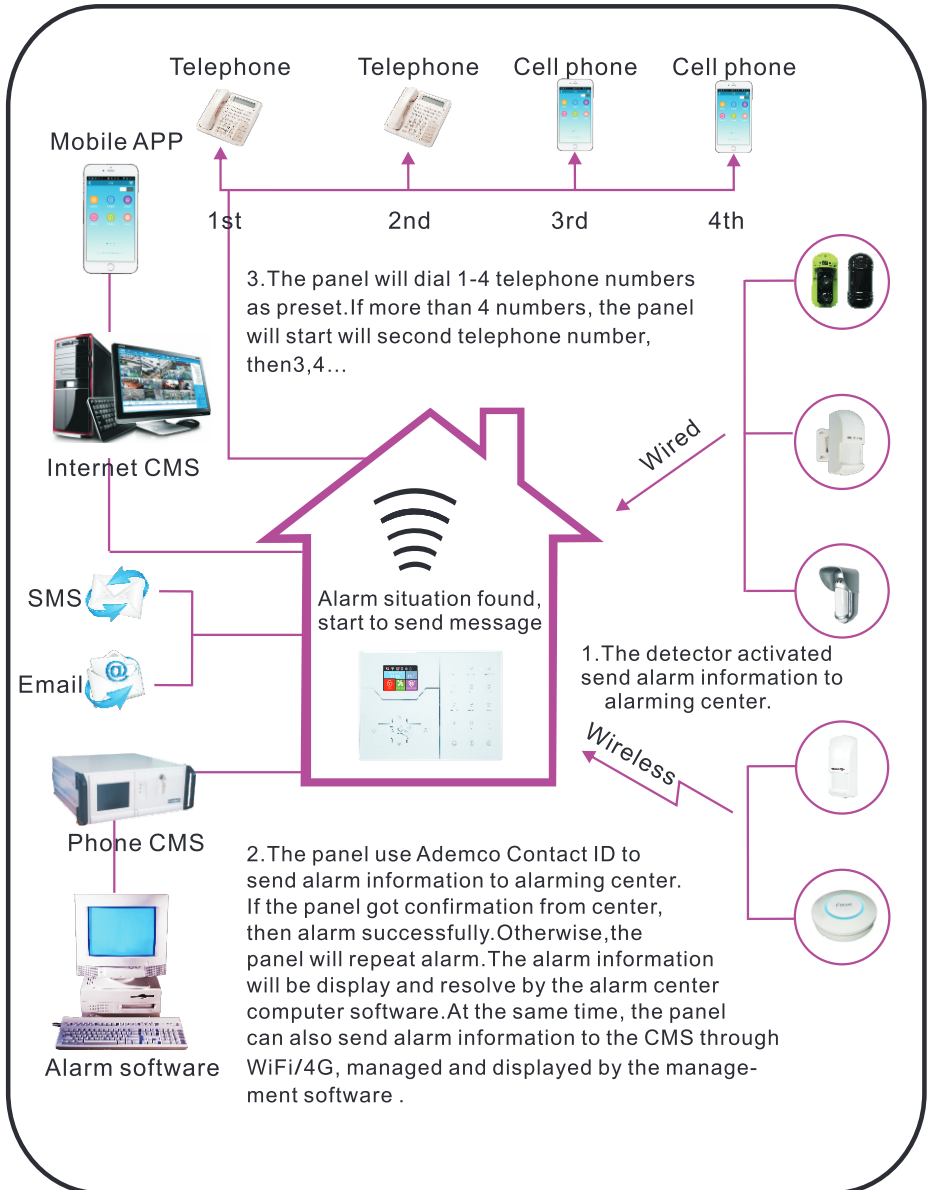 Telephone
Telephone
Cell phone
Cell phone
Mobile APP
1st
2nd
3rd
4th
3.The panel will dial 1-4 telephone numbers
as preset.If more than 4 numbers, the panel
will start will second telephone number,
then3,4...
Internet CMS
Wired
SMS
Email
Alarm situation found,
start to send message
1.The detector activated
send alarm information to
alarming center.
Wireless
Phone CMS
2.The panel use Ademco Contact ID to
send alarm information to alarming center.
If the panel got confirmation from center,
then alarm successfully.Otherwise,the
panel will repeat alarm.The alarm information
will be display and resolve by the alarm center
computer software.At the same time, the panel
can also send alarm information to the CMS through
WiFi/4G, managed and displayed by the manage-
ment software .
Alarm software